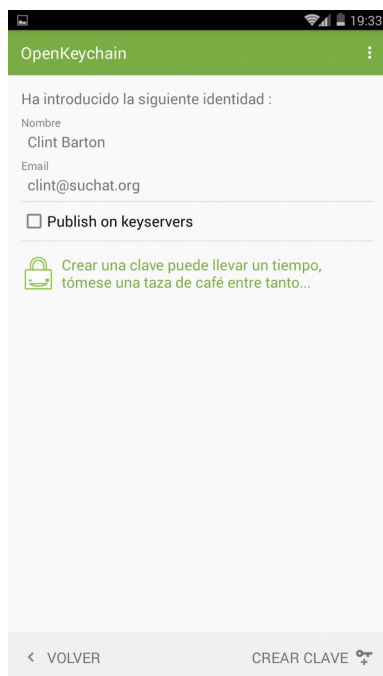 19:33
OpenKeychain
Ha introducido la siguiente identidad :
Nombre
Clint Barton
Email
clint@suchat.org
Publish on keyservers
Crear una clave puede llevar un tiempo,
tómese una taza de café entre tanto...
VOLVER
CREAR CLAVE